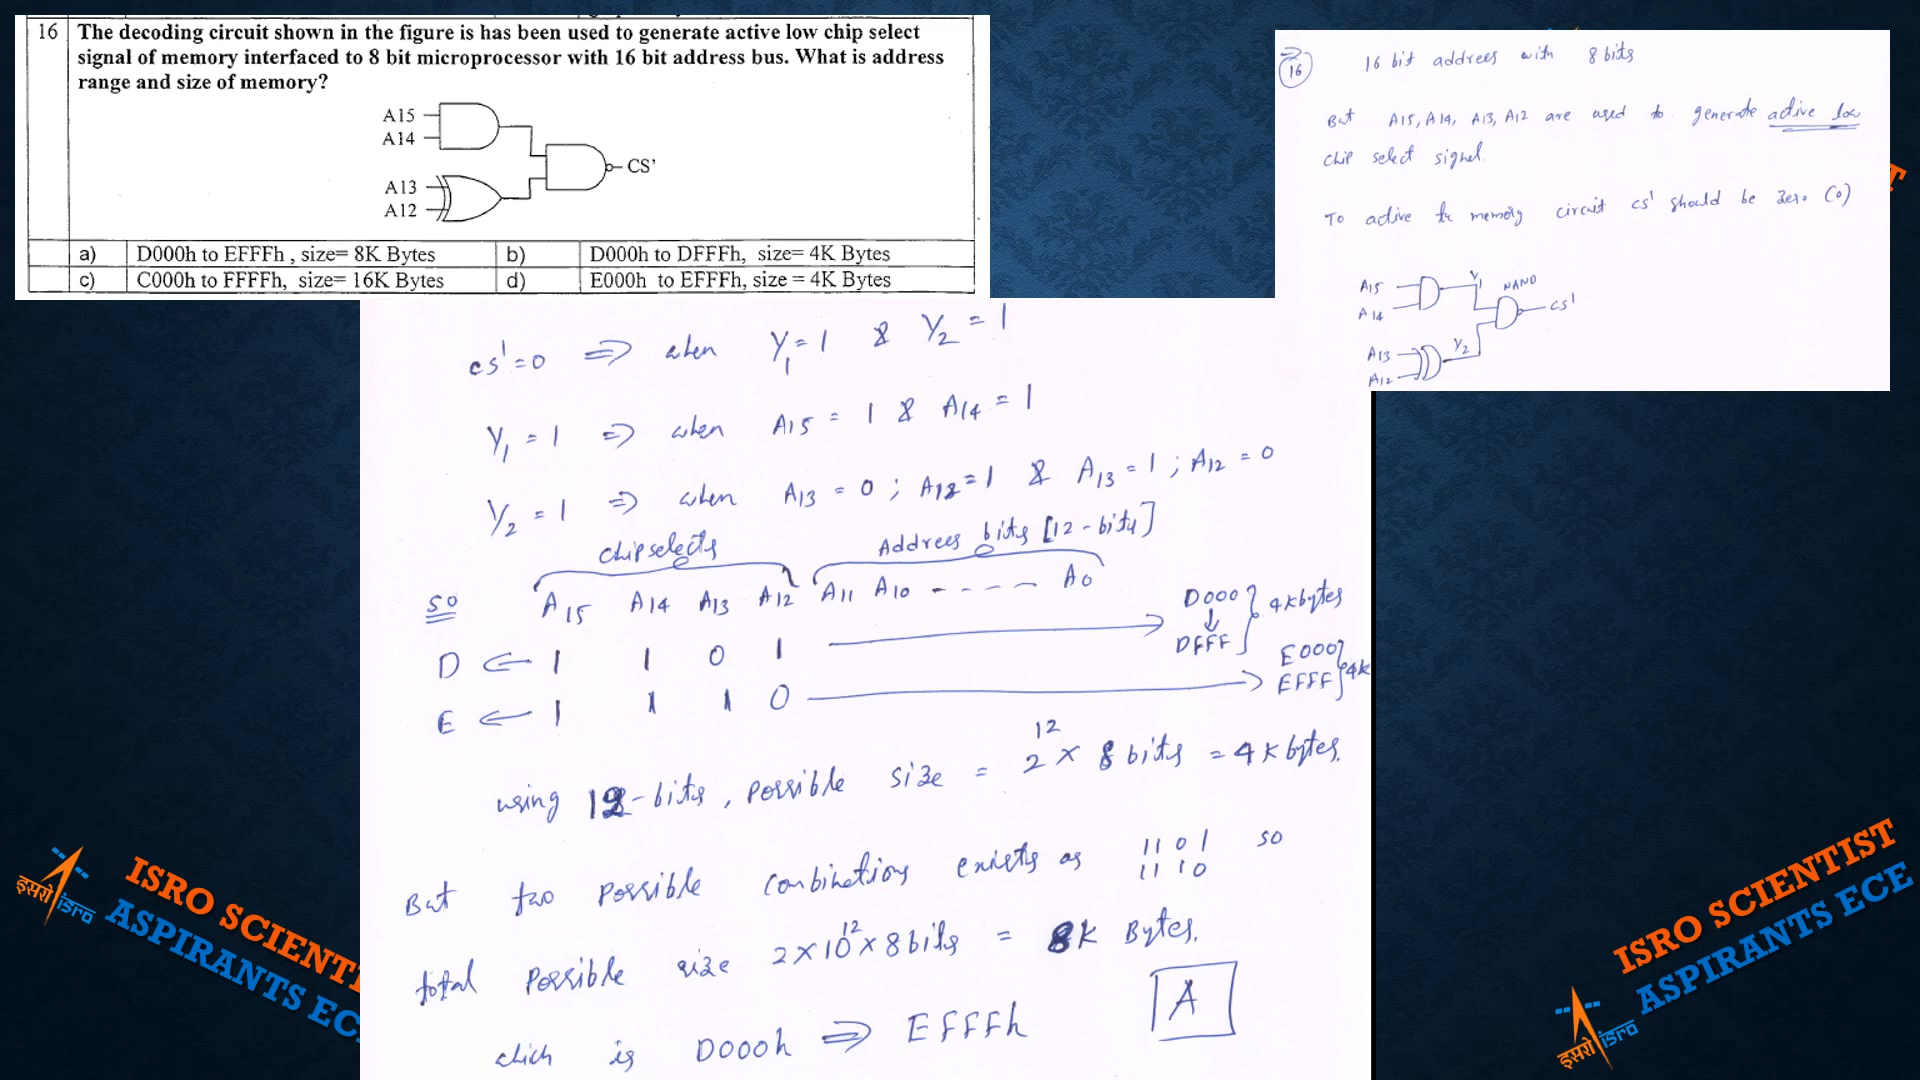 16 The decoding circuit shown in the figure is has been used to generate active low chip select
signal of memory interfaced to 8 bit microprocessor with 16 bit address bus. What is address
range and size of memory?
A15
A14
CS'
A13
A12
a) D000h to EFFFh , size= 8K Bytes b) D000h to DFFFh, size= 4K Bytes
c) C000h to FFFFh, size= 16K Bytes d) E000h to EFFFh, size = 4K Bytes
16 16 bit address with 8 bits
But A15, A14, A13, A12 are used to generate active low
chip select signal.
To active the memory circuit cs' should be zero (0)
A15 Y1 NAND
A14 CS'
A13 Y2
A12
cs'=0 ⇒ when Y1=1 & Y2=1
Y1=1 ⇒ when A15=1 & A14=1
Y2=1 ⇒ when A13=0; A12=1 & A13=1; A12=0
chip selects Address bits [12-bits]
so A15 A14 A13 A12 A11 A10 - - - - A0
D ⇐ 1 1 0 1 → D000 ↓ DFFF } 4kbytes
E ⇐ 1 1 1 0 → E000 EFFF } 4k
using 12-bits, possible size = 2^12 x 8 bits = 4k bytes.
But two possible combinations exists as 1101 1110 so
total possible size 2x10^12x8bits = 8k Bytes.
which is D000h ⇒ EFFFh A
इसरो isro
ISRO SCIENTI
ASPIRANTS EC
इसरो isro
ISRO SCIENTIST
ASPIRANTS ECE